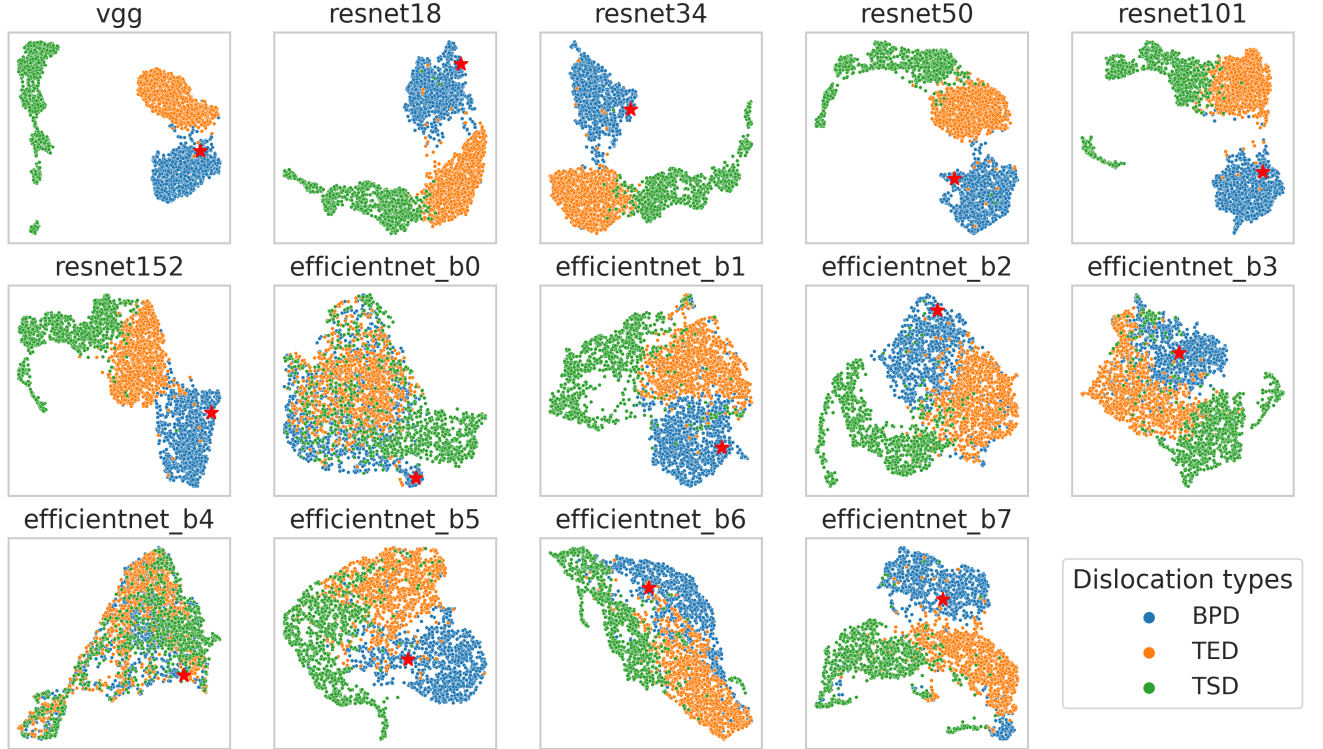 vgg
resnet18
resnet34
resnet50
resnet101
resnet152
efficientnet_b0
efficientnet_b1
efficientnet_b2
efficientnet_b3
efficientnet_b4
efficientnet_b5
efficientnet_b6
efficientnet_b7
Dislocation types
BPD
TED
TSD